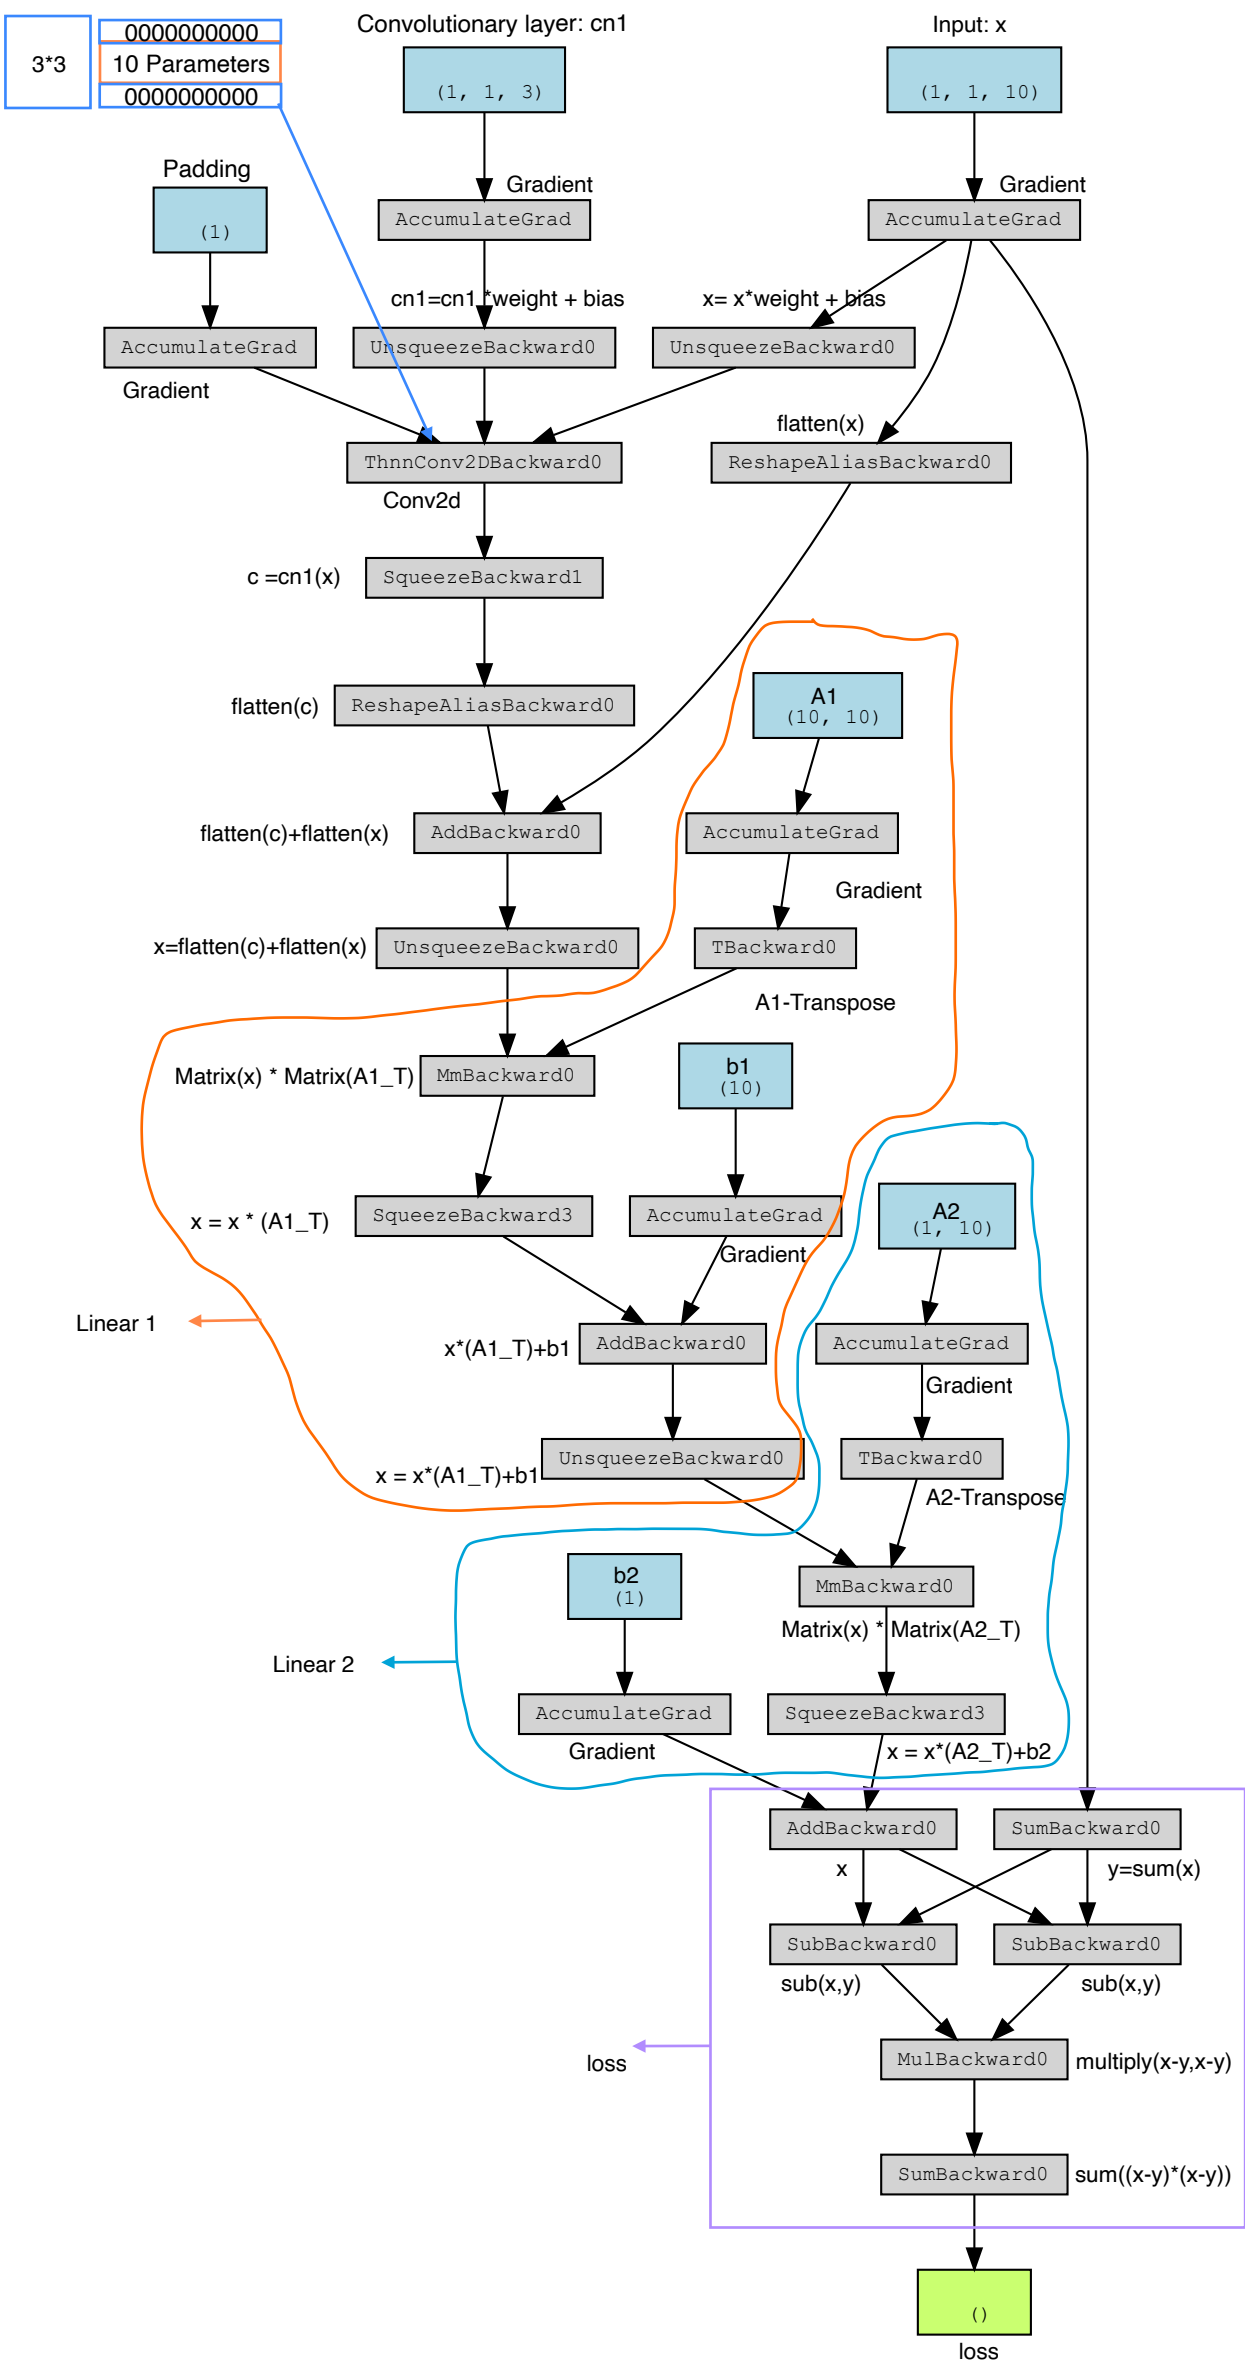 Convolutionary layer: cn1
Input: x
0000000000
3*3
10 Parameters
0000000000
(1, 1, 3)
(1, 1, 10)
Padding
Gradient
Gradient
AccumulateGrad
AccumulateGrad
(1)
cn1=cn1 *weight + bias
x= x*weight + bias
AccumulateGrad
UnsqueezeBackward0
UnsqueezeBackward0
Gradient
flatten(x)
ThnnConv2DBackward0
ReshapeAliasBackward0
Conv2d
c =cn1(x)
SqueezeBackward1
flatten(c)
ReshapeAliasBackward0
A1
(10, 10)
flatten(c)+flatten(x)
AddBackward0
AccumulateGrad
Gradient
x=flatten(c)+flatten(x)
UnsqueezeBackward0
TBackward0
A1-Transpose
Matrix(x) * Matrix(A1_T)
MmBackward0
b1
(10)
x = x * (A1_T)
SqueezeBackward3
AccumulateGrad
A2
(1, 10)
Gradient
Linear 1
x*(A1_T)+b1
AddBackward0
AccumulateGrad
Gradient
x = x*(A1_T)+b1
UnsqueezeBackward0
TBackward0
A2-Transpose
b2
(1)
MmBackward0
Matrix(x) * Matrix(A2_T)
Linear 2
AccumulateGrad
SqueezeBackward3
Gradient
x = x*(A2_T)+b2
AddBackward0
SumBackward0
x
y=sum(x)
SubBackward0
SubBackward0
sub(x,y)
sub(x,y)
loss
MulBackward0
multiply(x-y,x-y)
SumBackward0
sum((x-y)*(x-y))
()
loss